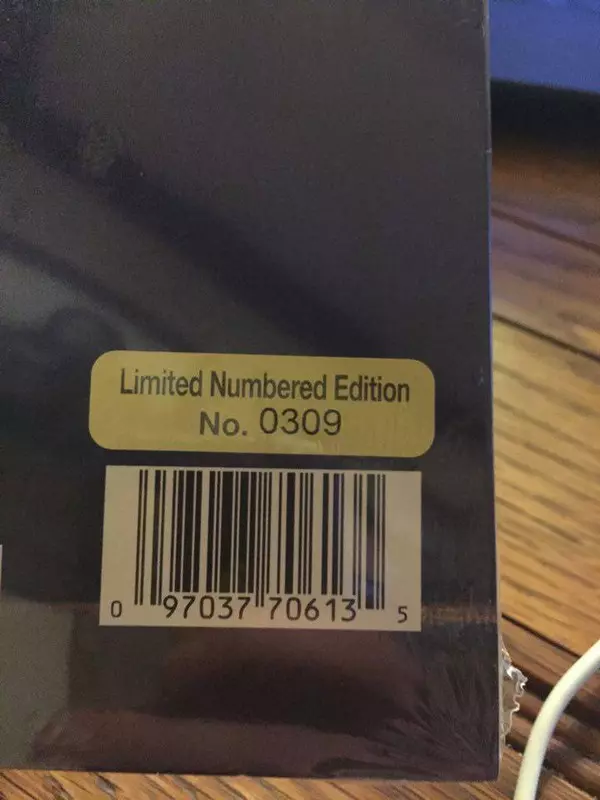 Limited Numbered Edition
No. 0309
0 97037 70613 5